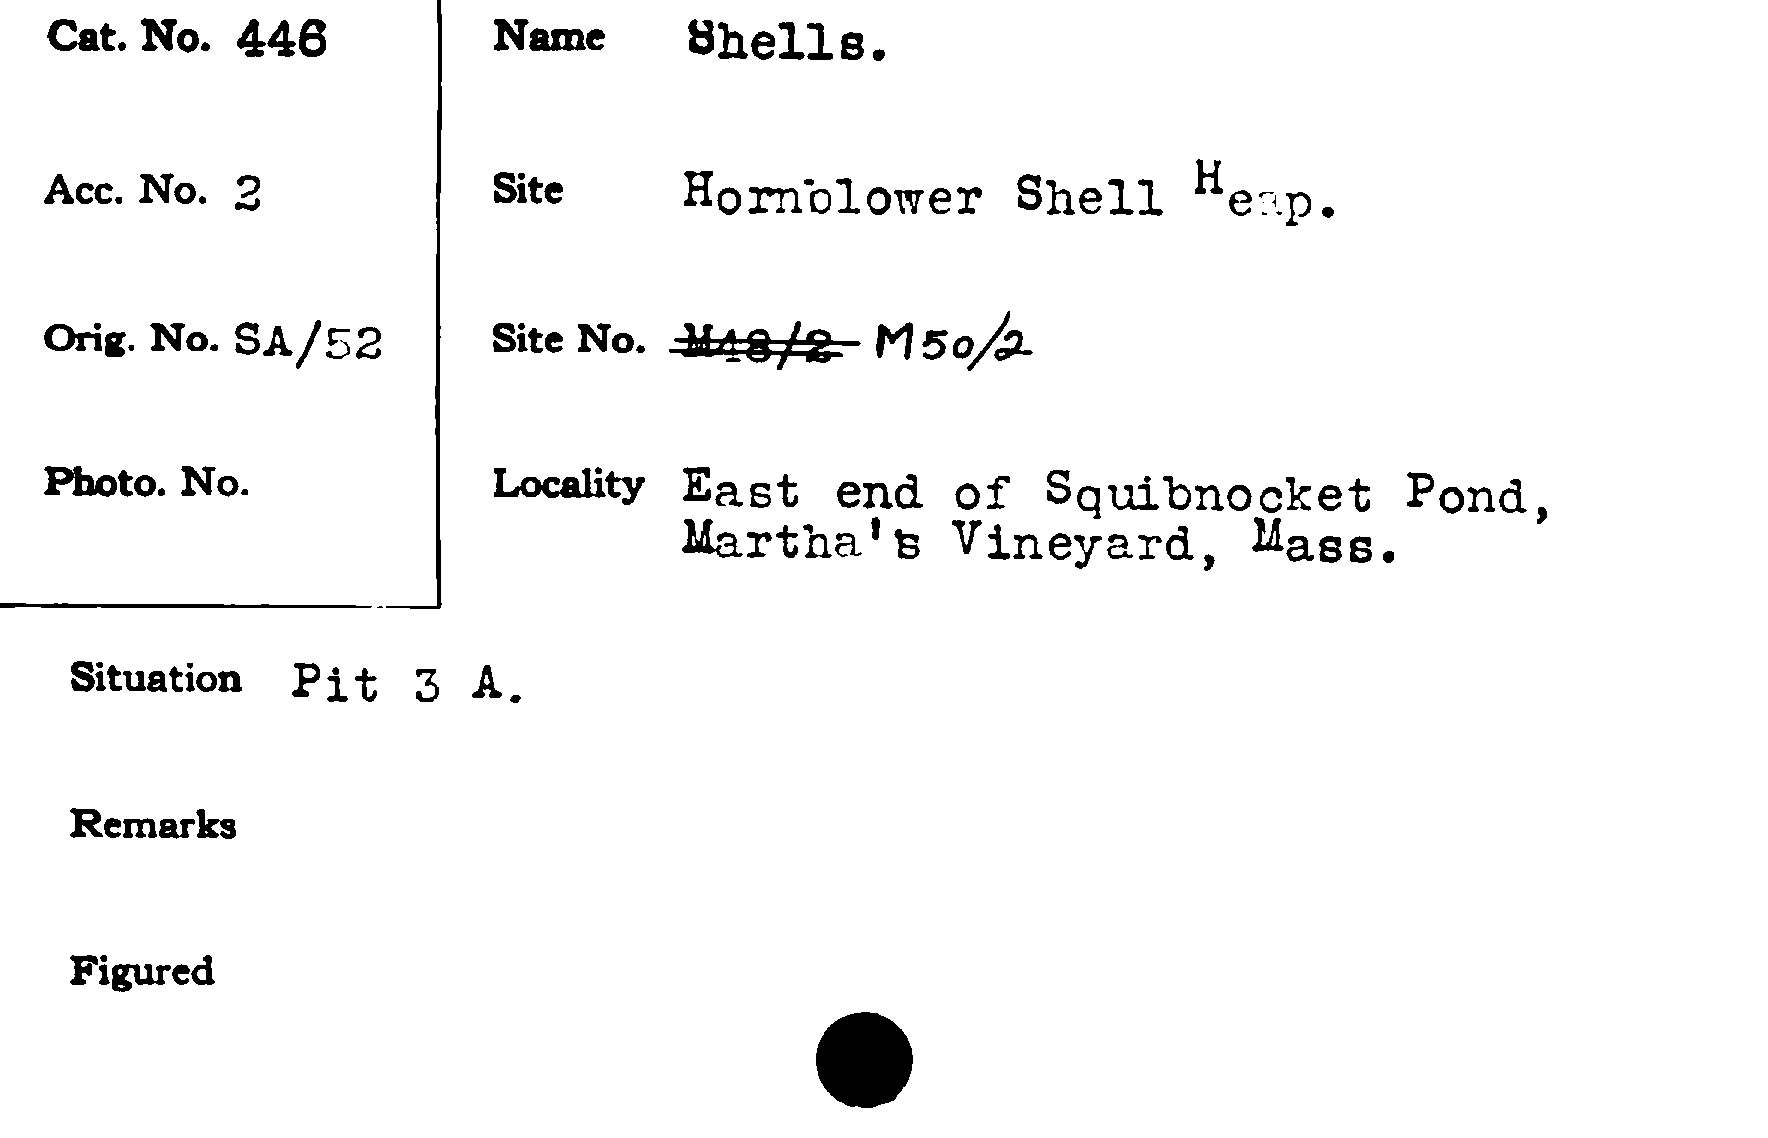 Cat. No. 446
Name Shells.
Acc. No. 2
Site Hornblower Shell Heap.
Orig. No. SA/52
Site No. M48/2 M50/2
Photo. No.
Locality East end of Squibnocket Pond,
Martha's Vineyard, Mass.
Situation Pit 3 A.
Remarks
Figured